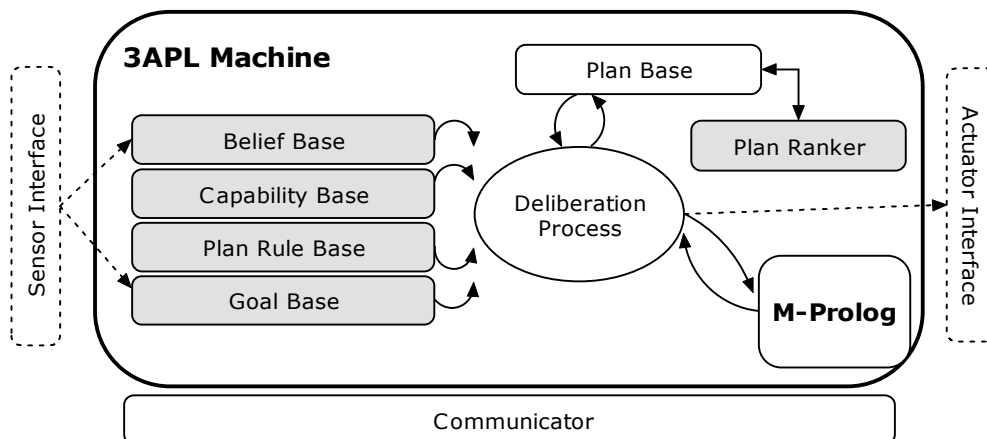 3APL Machine
Sensor Interface
Belief Base
Capability Base
Plan Rule Base
Goal Base
Plan Base
Plan Ranker
Deliberation
Process
M-Prolog
Actuator Interface
Communicator